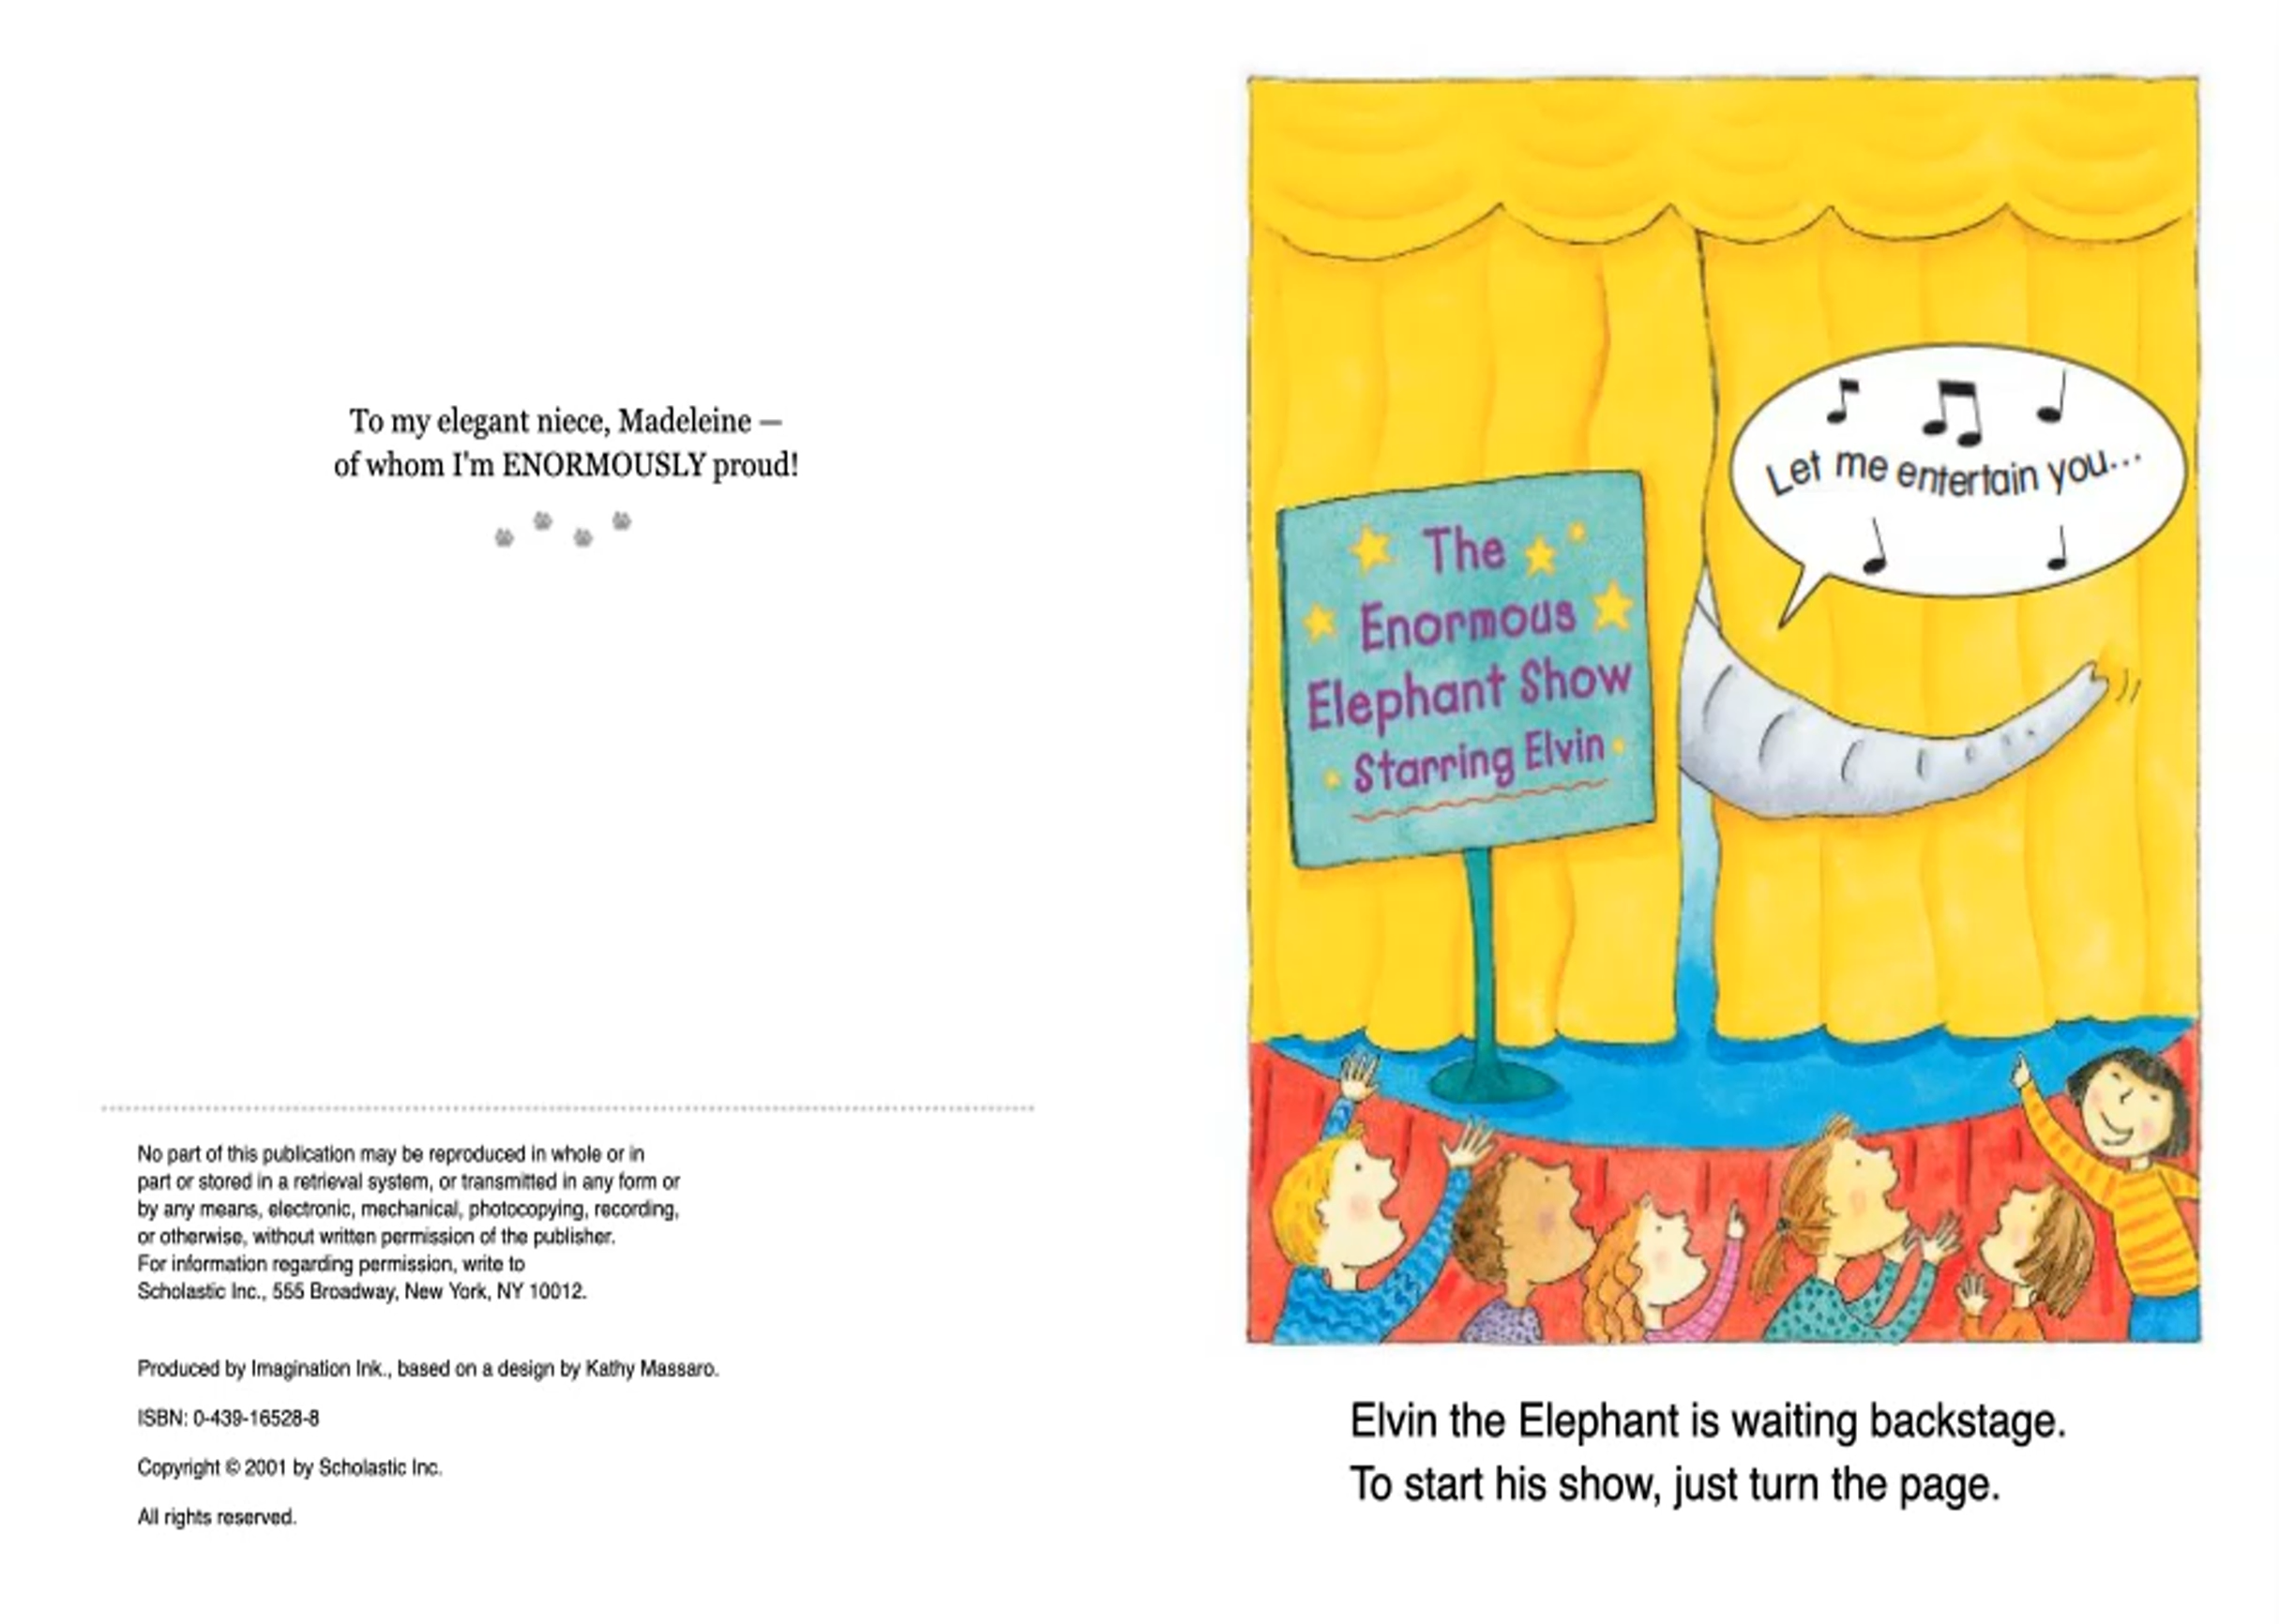 To my elegant niece, Madeleine —
of whom I'm ENORMOUSLY proud!
No part of this publication may be reproduced in whole or in
part or stored in a retrieval system, or transmitted in any form or
by any means, electronic, mechanical, photocopying, recording,
or otherwise, without written permission of the publisher.
For information regarding permission, write to
Scholastic Inc., 555 Broadway, New York, NY 10012.
Produced by Imagination Ink., based on a design by Kathy Massaro.
ISBN: 0-439-16528-8
Copyright © 2001 by Scholastic Inc.
All rights reserved.
Let me entertain you...
The
Enormous
Elephant Show
Starring Elvin
Elvin the Elephant is waiting backstage.
To start his show, just turn the page.